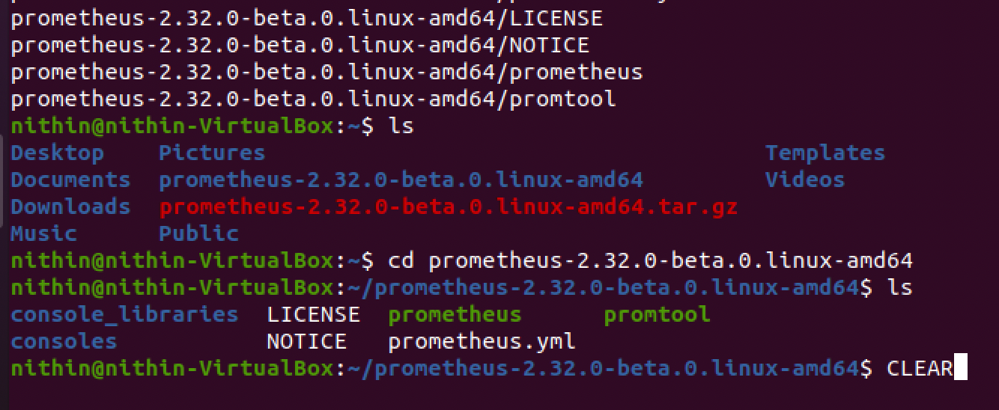 prometheus-2.32.0-beta.0.linux-amd64/LICENSE
prometheus-2.32.0-beta.0.linux-amd64/NOTICE
prometheus-2.32.0-beta.0.linux-amd64/prometheus
prometheus-2.32.0-beta.0.linux-amd64/promtool
nithin@nithin-VirtualBox:~$ ls
Desktop    Pictures                                     Templates
Documents  prometheus-2.32.0-beta.0.linux-amd64         Videos
Downloads  prometheus-2.32.0-beta.0.linux-amd64.tar.gz
Music      Public
nithin@nithin-VirtualBox:~$ cd prometheus-2.32.0-beta.0.linux-amd64
nithin@nithin-VirtualBox:~/prometheus-2.32.0-beta.0.linux-amd64$ ls
console_libraries  LICENSE  prometheus      promtool
consoles           NOTICE   prometheus.yml
nithin@nithin-VirtualBox:~/prometheus-2.32.0-beta.0.linux-amd64$ CLEAR